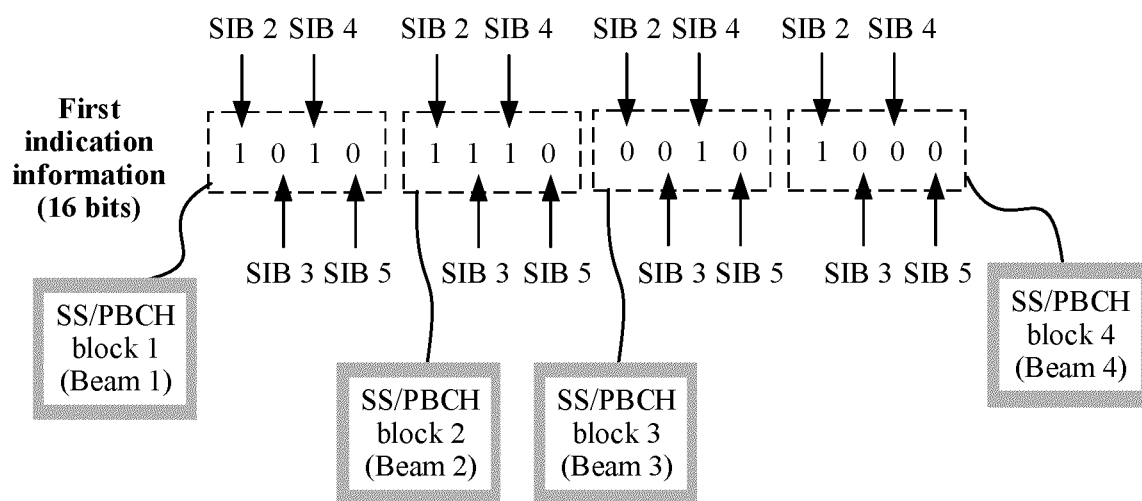 SIB 2 SIB 4 SIB 2 SIB 4 SIB 2 SIB 4 SIB 2 SIB 4
First
indication
information
(16 bits)
1 0 1 0 1 1 1 0 0 0 1 0 1 0 0 0
SIB 3 SIB 5 SIB 3 SIB 5 SIB 3 SIB 5 SIB 3 SIB 5
SS/PBCH
block 1
(Beam 1)
SS/PBCH
block 2
(Beam 2)
SS/PBCH
block 3
(Beam 3)
SS/PBCH
block 4
(Beam 4)